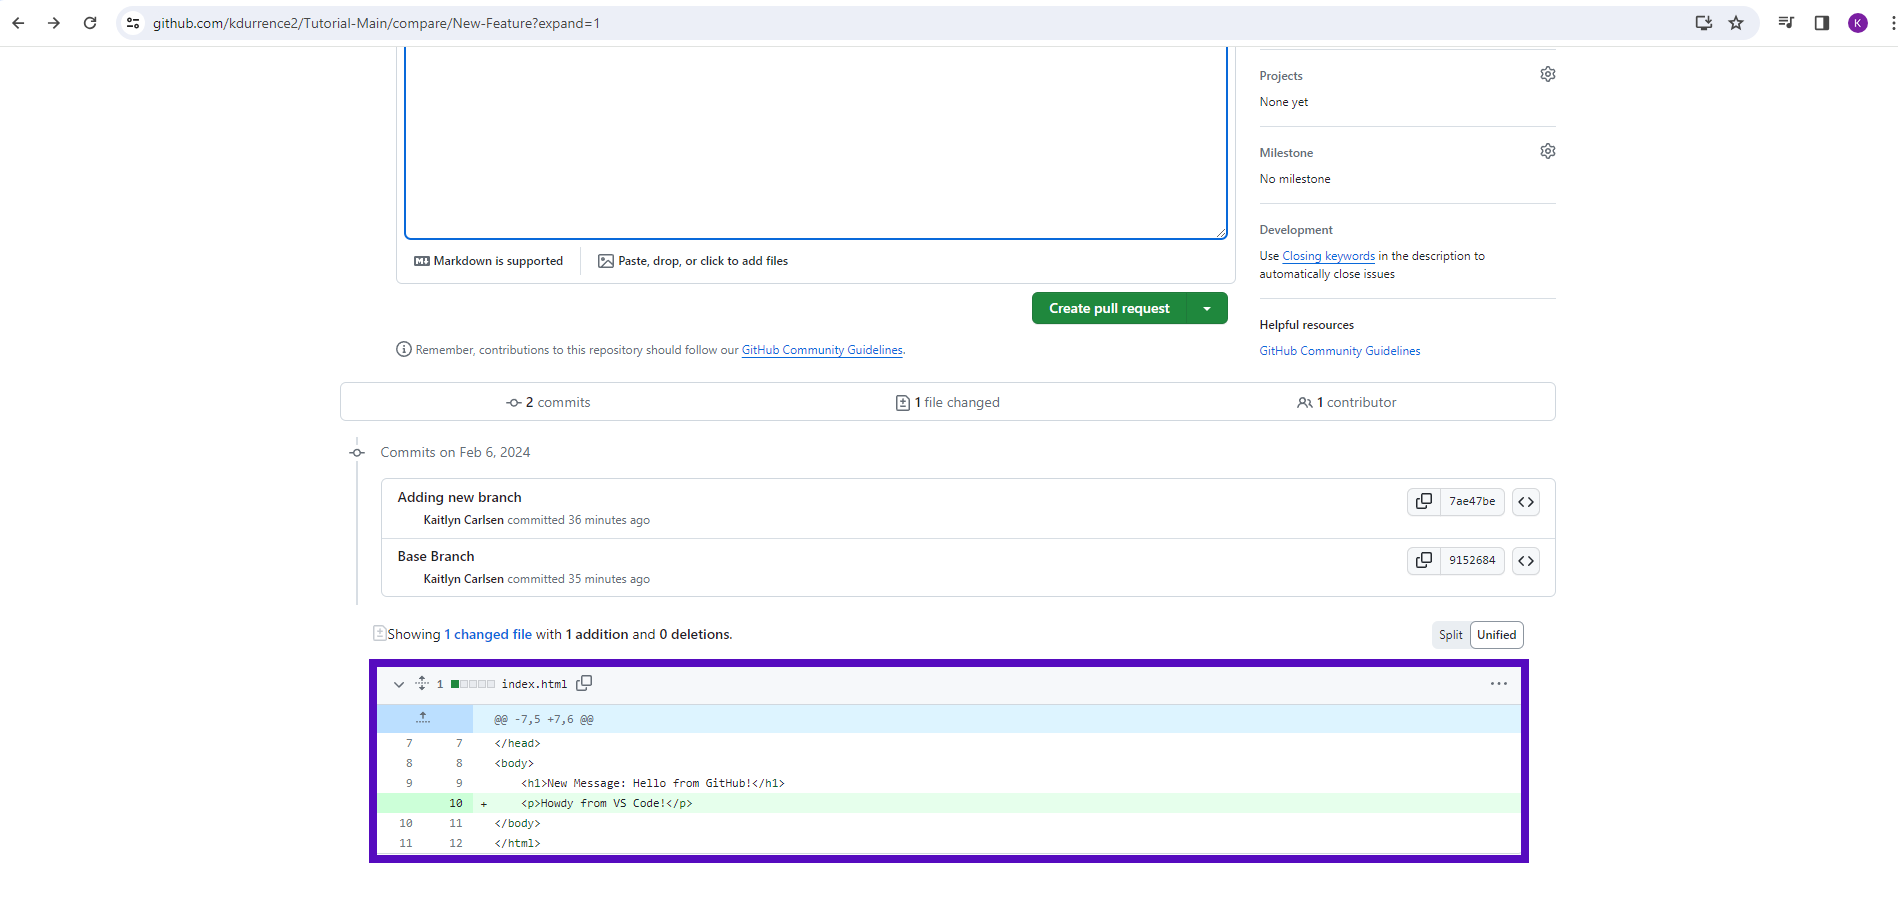 github.com/kdurrence2/Tutorial-Main/compare/New-Feature?expand=1
K
Projects
None yet
Milestone
No milestone
Development
Use Closing keywords in the description to
automatically close issues
Helpful resources
GitHub Community Guidelines
Markdown is supported
Paste, drop, or click to add files
Create pull request
Remember, contributions to this repository should follow our GitHub Community Guidelines.
2 commits
1 file changed
1 contributor
Commits on Feb 6, 2024
Adding new branch
7ae47be
Kaitlyn Carlsen committed 36 minutes ago
Base Branch
9152684
Kaitlyn Carlsen committed 35 minutes ago
Showing 1 changed file with 1 addition and 0 deletions.
Split Unified
1 index.html
@@ -7,5 +7,6 @@
7 7 </head>
8 8 <body>
9 9 <h1>New Message: Hello from GitHub!</h1>
10 + <p>Howdy from VS Code!</p>
10 11 </body>
11 12 </html>